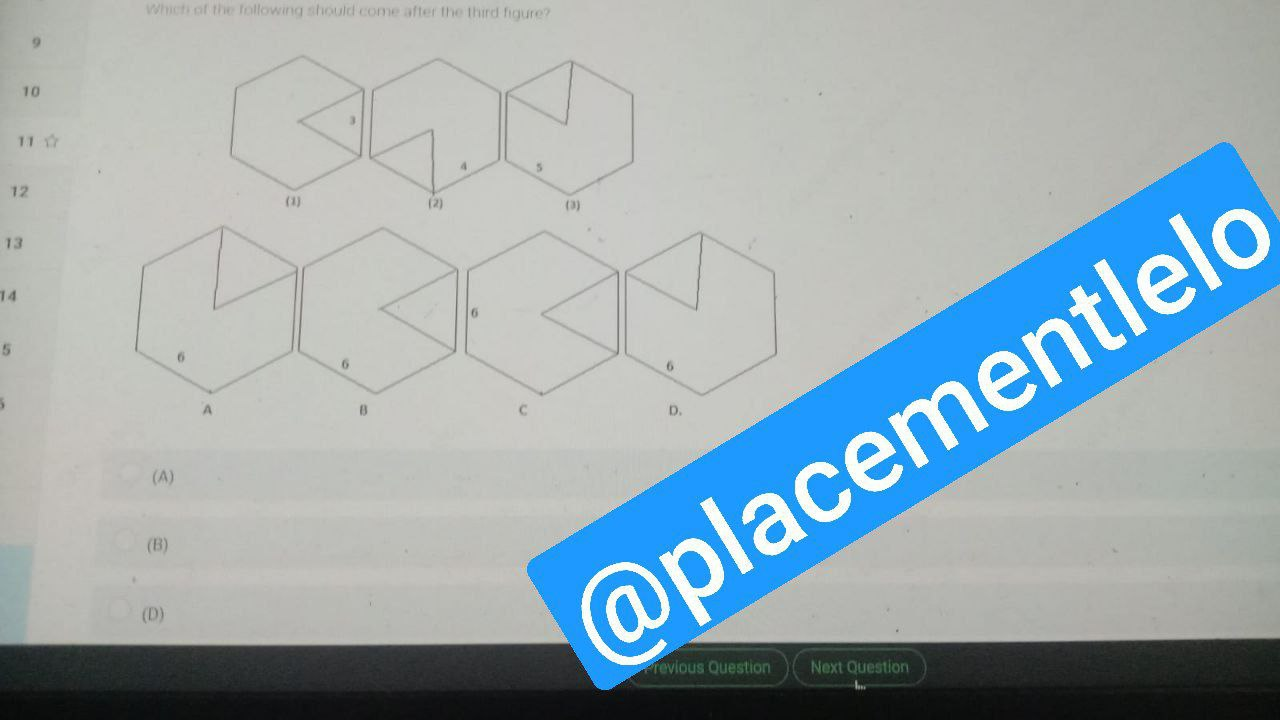 Which of the following should come after the third figure?
9
10
11 ☆
12
13
14
5
3
4
5
(1)
(2)
(3)
6
6
6
6
A
B
C
D.
(A)
(B)
(D)
Previous Question
Next Question
@placementlelo